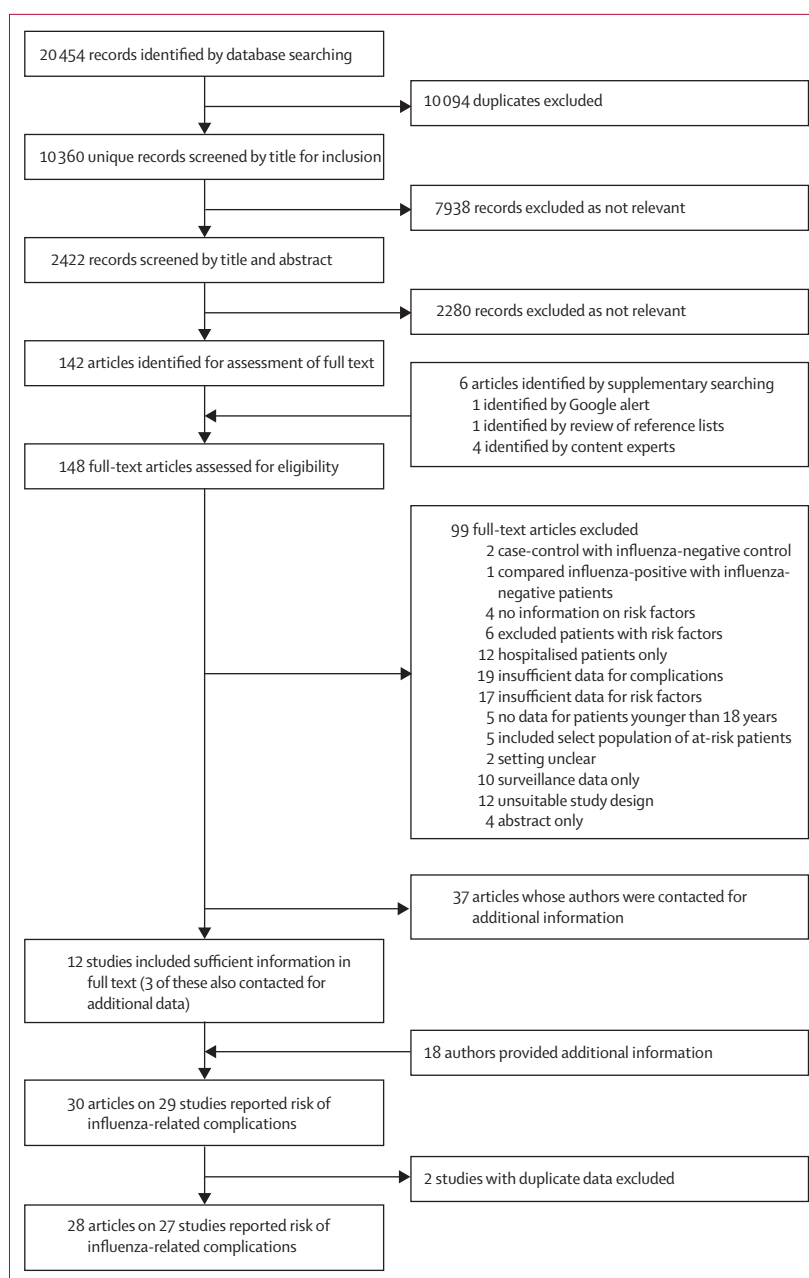 20 454 records identified by database searching
10 094 duplicates excluded
10 360 unique records screened by title for inclusion
7938 records excluded as not relevant
2422 records screened by title and abstract
2280 records excluded as not relevant
142 articles identified for assessment of full text
6 articles identified by supplementary searching
1 identified by Google alert
1 identified by review of reference lists
4 identified by content experts
148 full-text articles assessed for eligibility
99 full-text articles excluded
2 case-control with influenza-negative control
1 compared influenza-positive with influenza-
negative patients
4 no information on risk factors
6 excluded patients with risk factors
12 hospitalised patients only
19 insufficient data for complications
17 insufficient data for risk factors
5 no data for patients younger than 18 years
5 included select population of at-risk patients
2 setting unclear
10 surveillance data only
12 unsuitable study design
4 abstract only
37 articles whose authors were contacted for
additional information
12 studies included sufficient information in
full text (3 of these also contacted for
additional data)
18 authors provided additional information
30 articles on 29 studies reported risk of
influenza-related complications
2 studies with duplicate data excluded
28 articles on 27 studies reported risk of
influenza-related complications